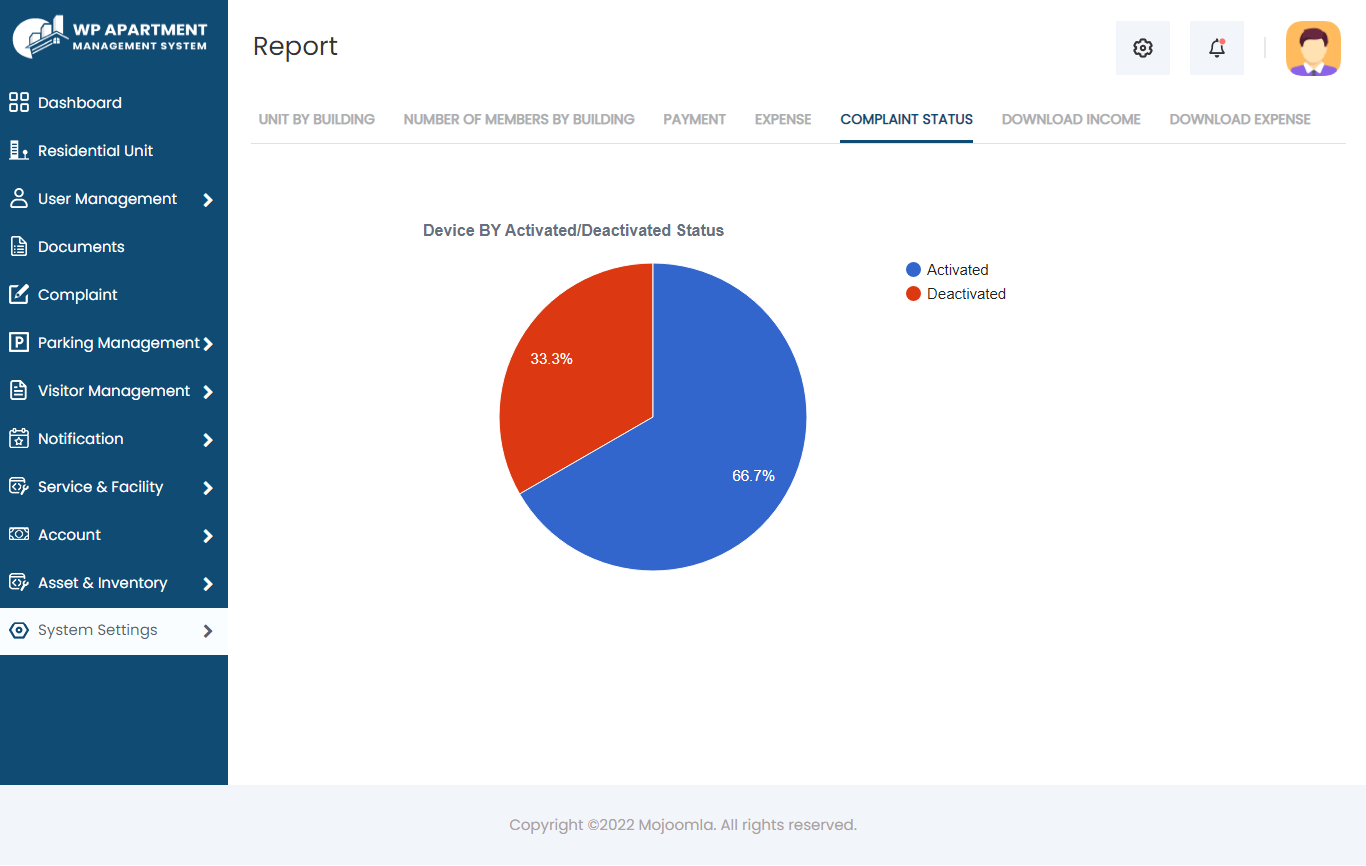 WP APARTMENT
MANAGEMENT SYSTEM
Dashboard
Residential Unit
User Management
Documents
Complaint
Parking Management
Visitor Management
Notification
Service & Facility
Account
Asset & Inventory
System Settings
Report
UNIT BY BUILDING NUMBER OF MEMBERS BY BUILDING PAYMENT EXPENSE COMPLAINT STATUS DOWNLOAD INCOME DOWNLOAD EXPENSE
Device BY Activated/Deactivated Status
Activated
Deactivated
33.3%
66.7%
Copyright ©2022 Mojoomla. All rights reserved.